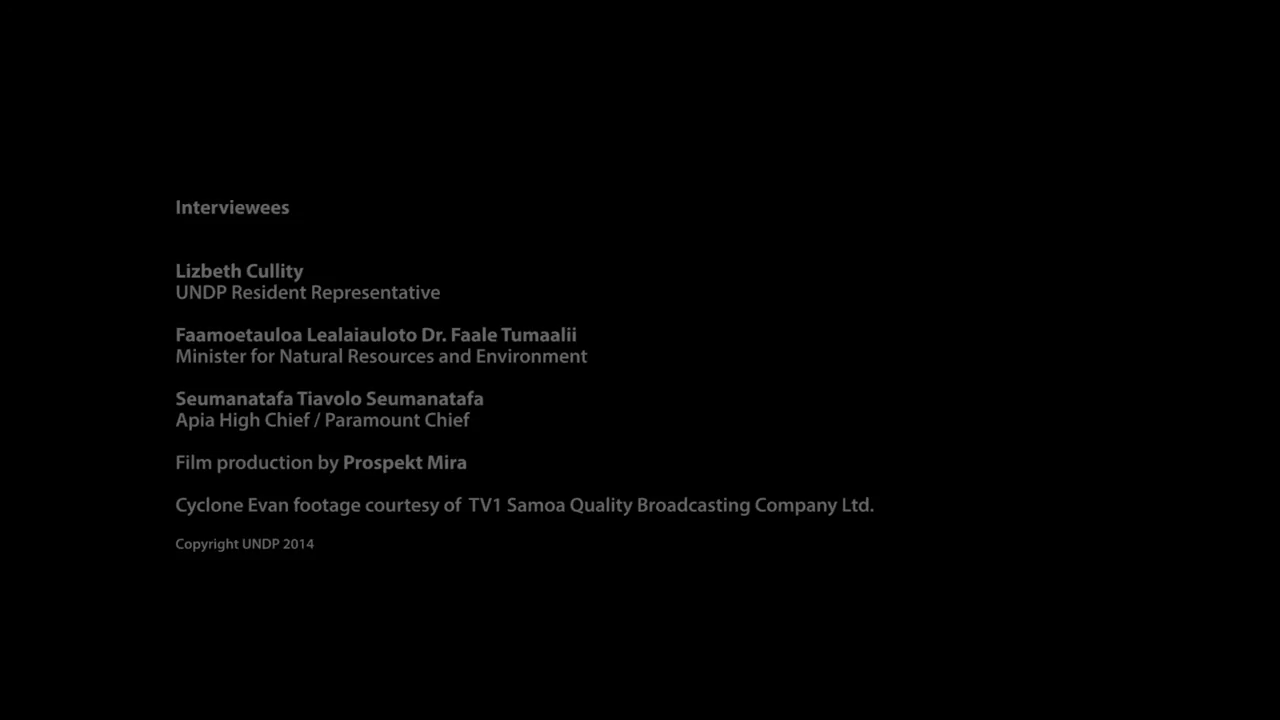 Interviewees
Lizbeth Cullity
UNDP Resident Representative
Faamoetauloa Lealaiauloto Dr. Faale Tumaalii
Minister for Natural Resources and Environment
Seumanatafa Tiavolo Seumanatafa
Apia High Chief / Paramount Chief
Film production by Prospekt Mira
Cyclone Evan footage courtesy of TV1 Samoa Quality Broadcasting Company Ltd.
Copyright UNDP 2014